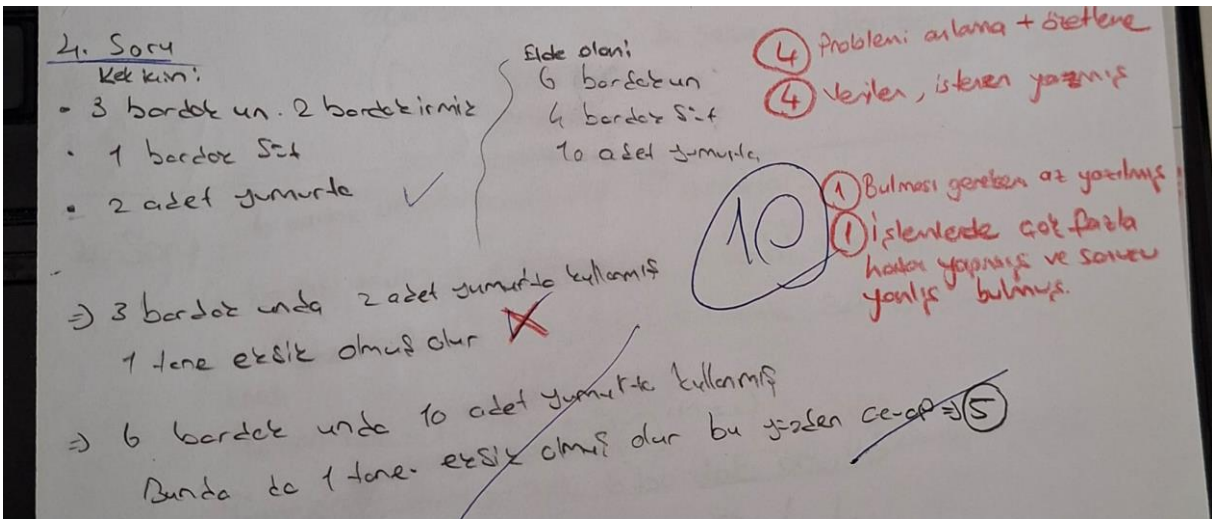 4. Soru
Kek için:
• 3 bardak un. 2 bardak irmik
• 1 bardak süt
• 2 adet yumurta
Elde olan:
6 bardak un
4 bardak süt
10 adet yumurta
4 Problemi anlama + özetleme
4 Verilen, istenen yazmış
10
1 Bulması gereken az yazılmış
1 İşlemlerde çok fazla
hata yapmış ve sonucu
yanlış bulmuş.
⇒ 3 bardak unda 2 adet yumurta kullanmış
1 tane eksik olmuş olur
⇒ 6 bardak unda 10 adet yumurta kullanmış
Bunda da 1 tane eksik olmuş olur bu yüzden cevap ⇒ 5